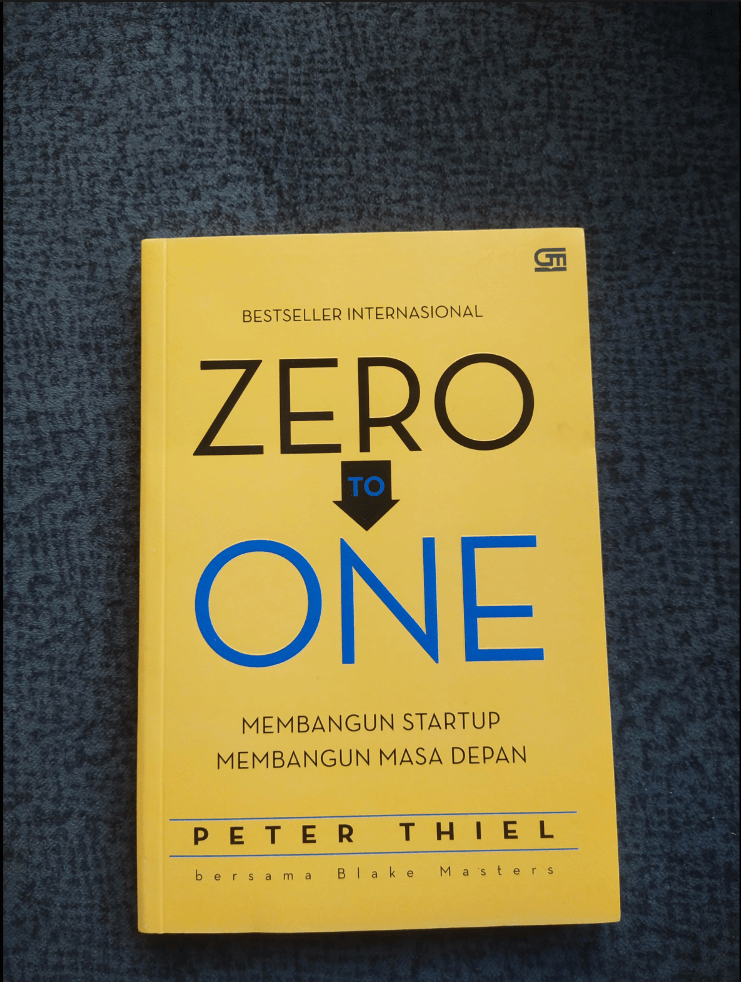 BESTSELLER INTERNASIONAL
ZERO
TO
ONE
MEMBANGUN STARTUP
MEMBANGUN MASA DEPAN
PETER THIEL
bersama Blake Masters